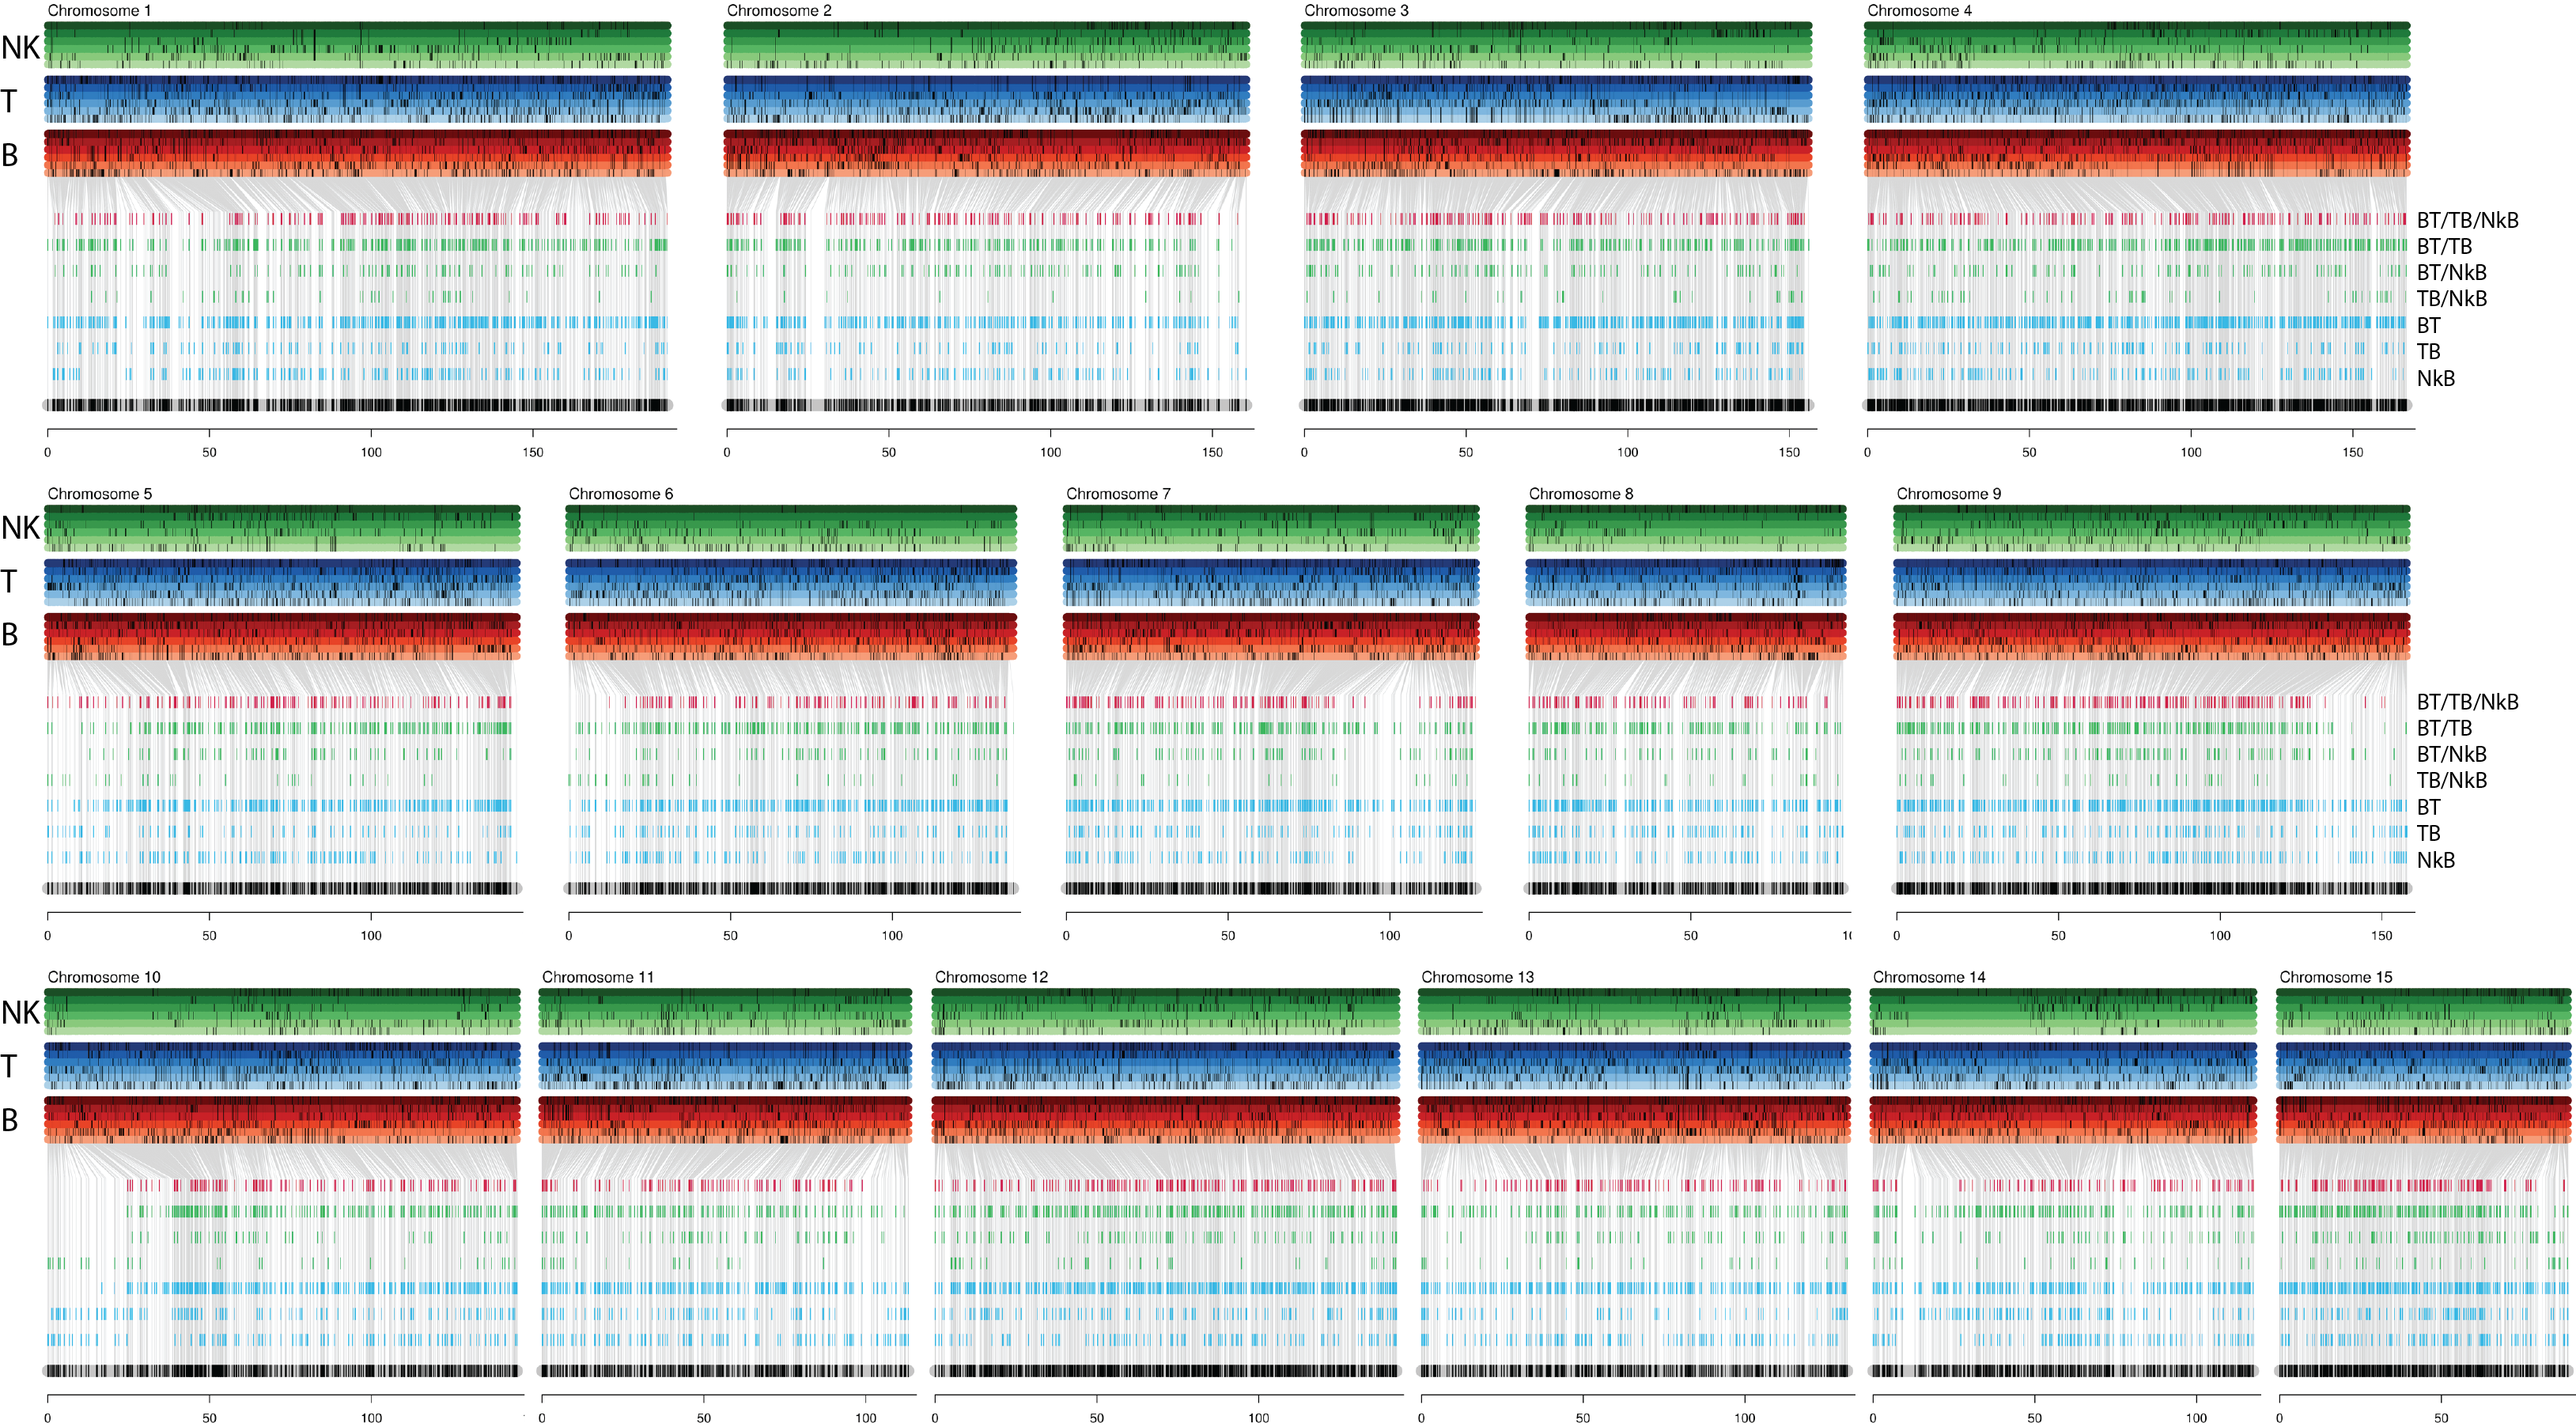 Chromosome 1 Chromosome 2 Chromosome 3 Chromosome 4
NK
T
B
BT/TB/NkB
BT/TB
BT/NkB
TB/NkB
BT
TB
NkB
0 50 100 150 0 50 100 150 0 50 100 150 0 50 100 150
Chromosome 5 Chromosome 6 Chromosome 7 Chromosome 8 Chromosome 9
NK
T
B
BT/TB/NkB
BT/TB
BT/NkB
TB/NkB
BT
TB
NkB
0 50 100 0 50 100 0 50 100 0 50 10 0 50 100 150
Chromosome 10 Chromosome 11 Chromosome 12 Chromosome 13 Chromosome 14 Chromosome 15
NK
T
B
0 50 100 0 50 100 0 50 100 0 50 100 0 50 100 0 50